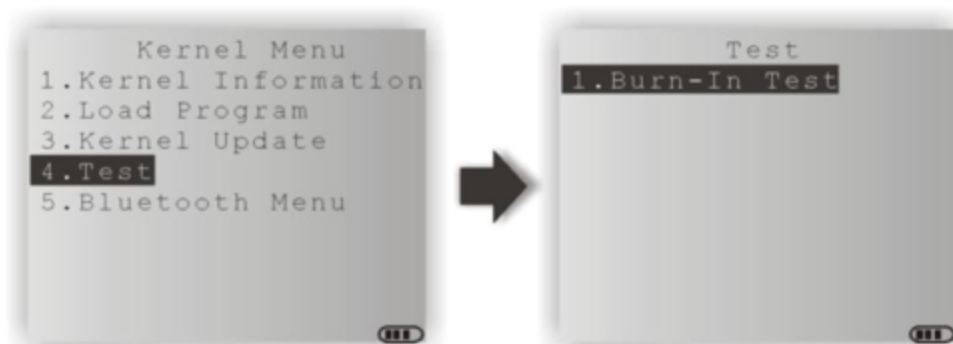 Kernel Menu
1.Kernel Information
2.Load Program
3.Kernel Update
4.Test
5.Bluetooth Menu
Test
1.Burn-In Test